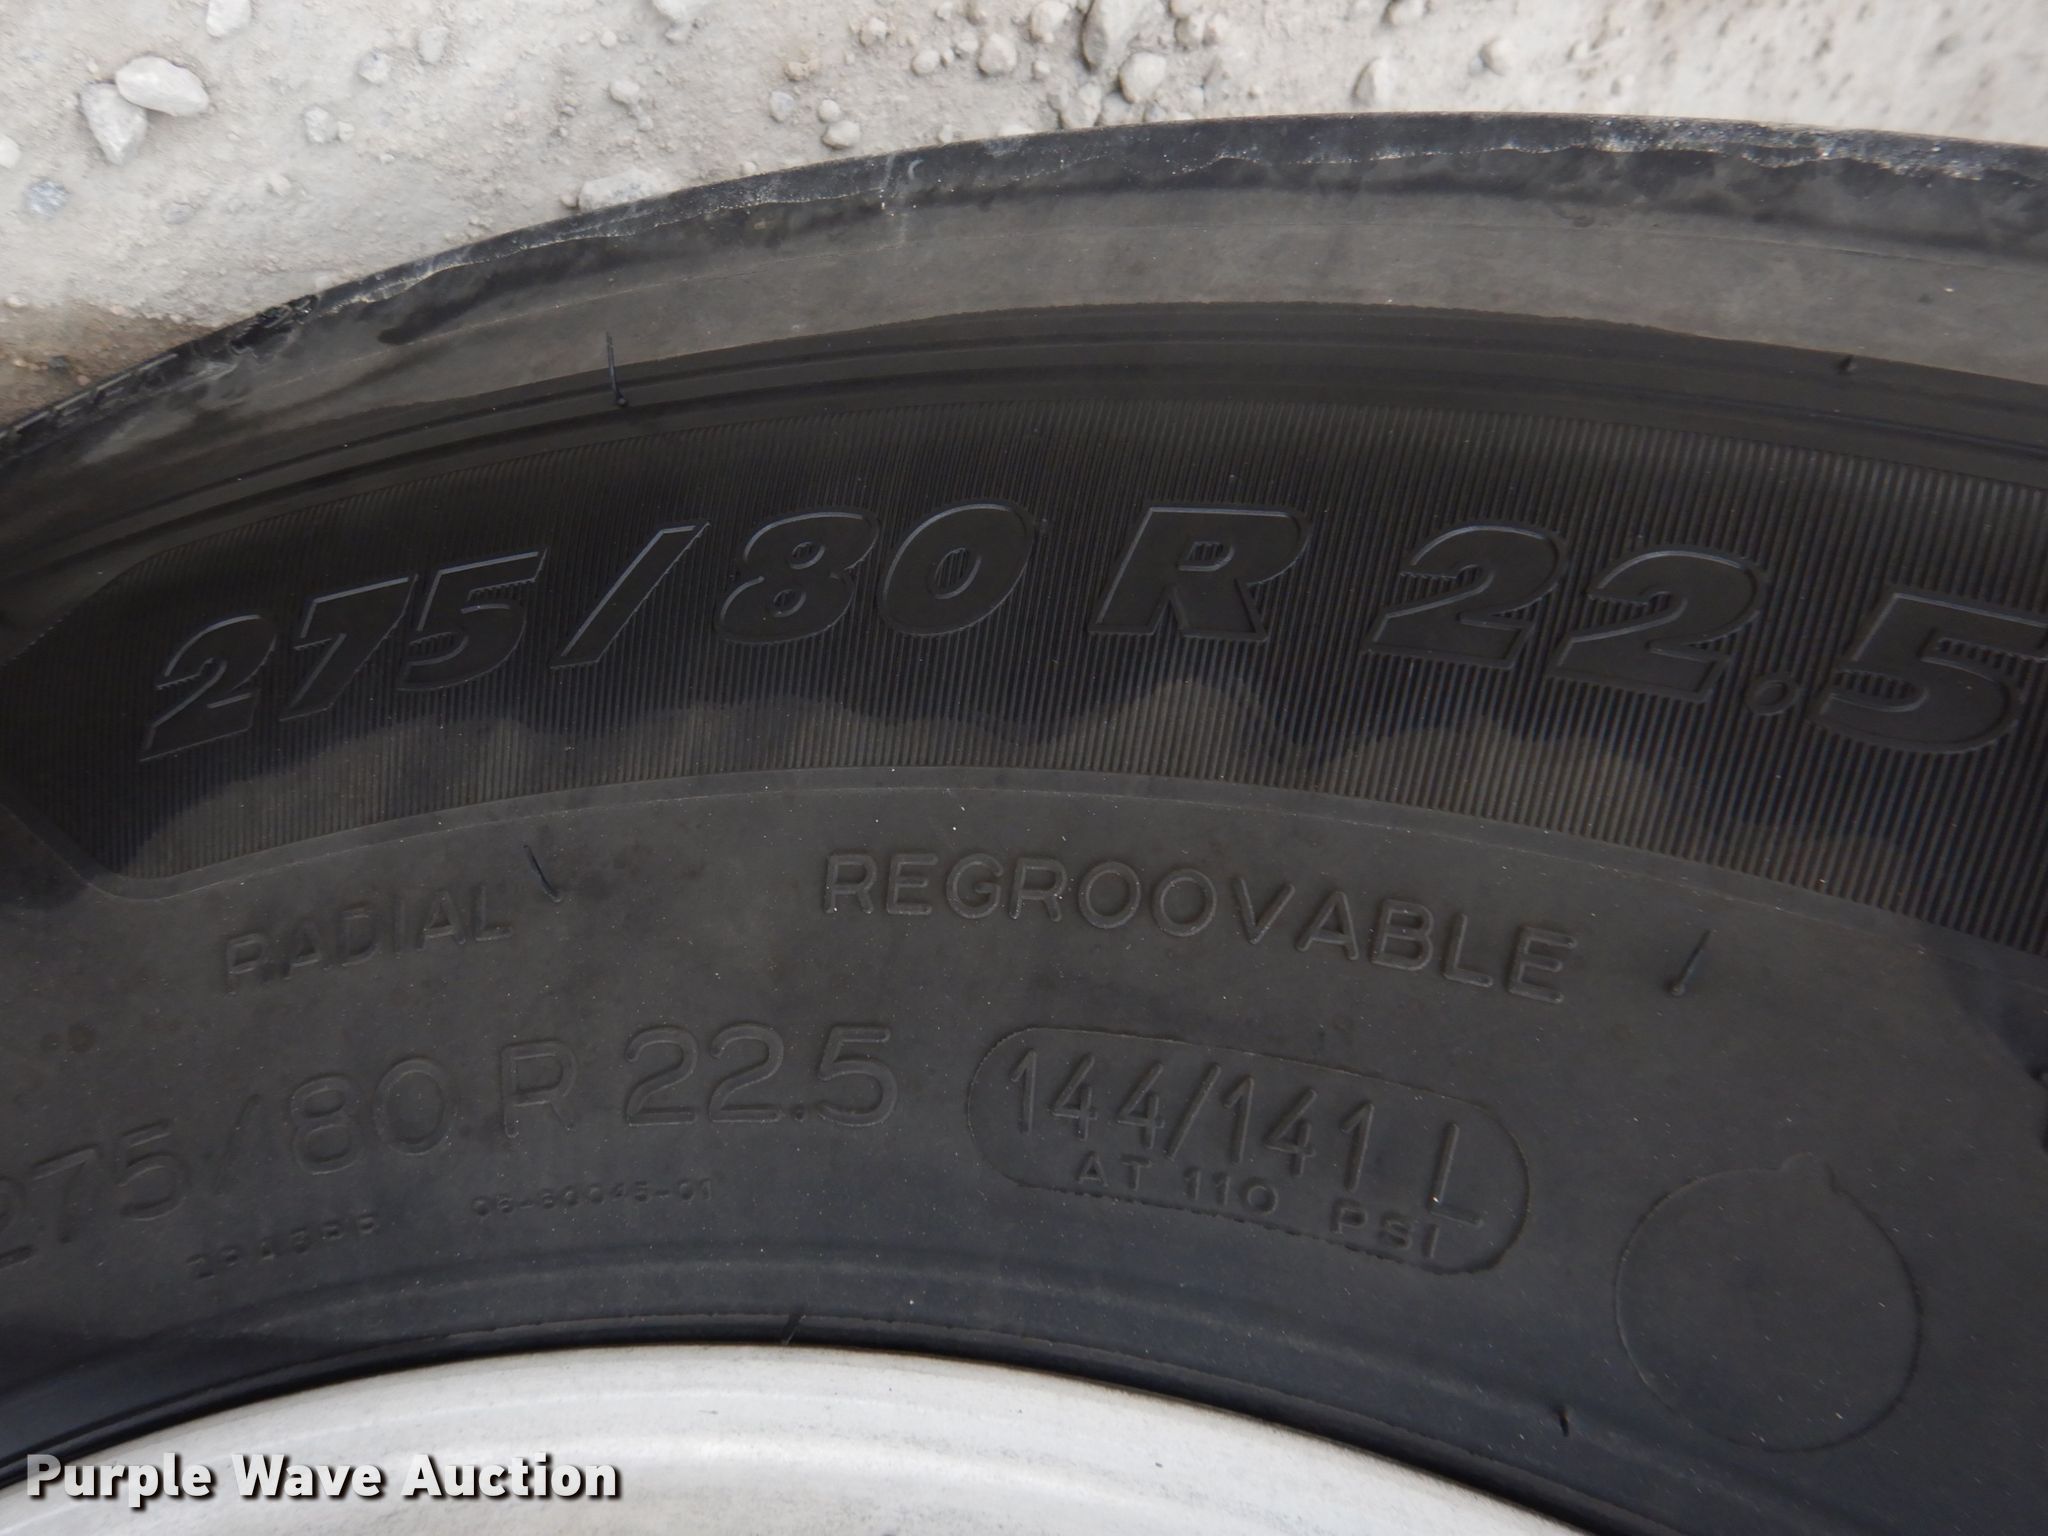 275/80 R 22.5
RADIAL REGROOVABLE
275/80 R 22.5 144/141 L
AT 110 PSI
Purple Wave Auction